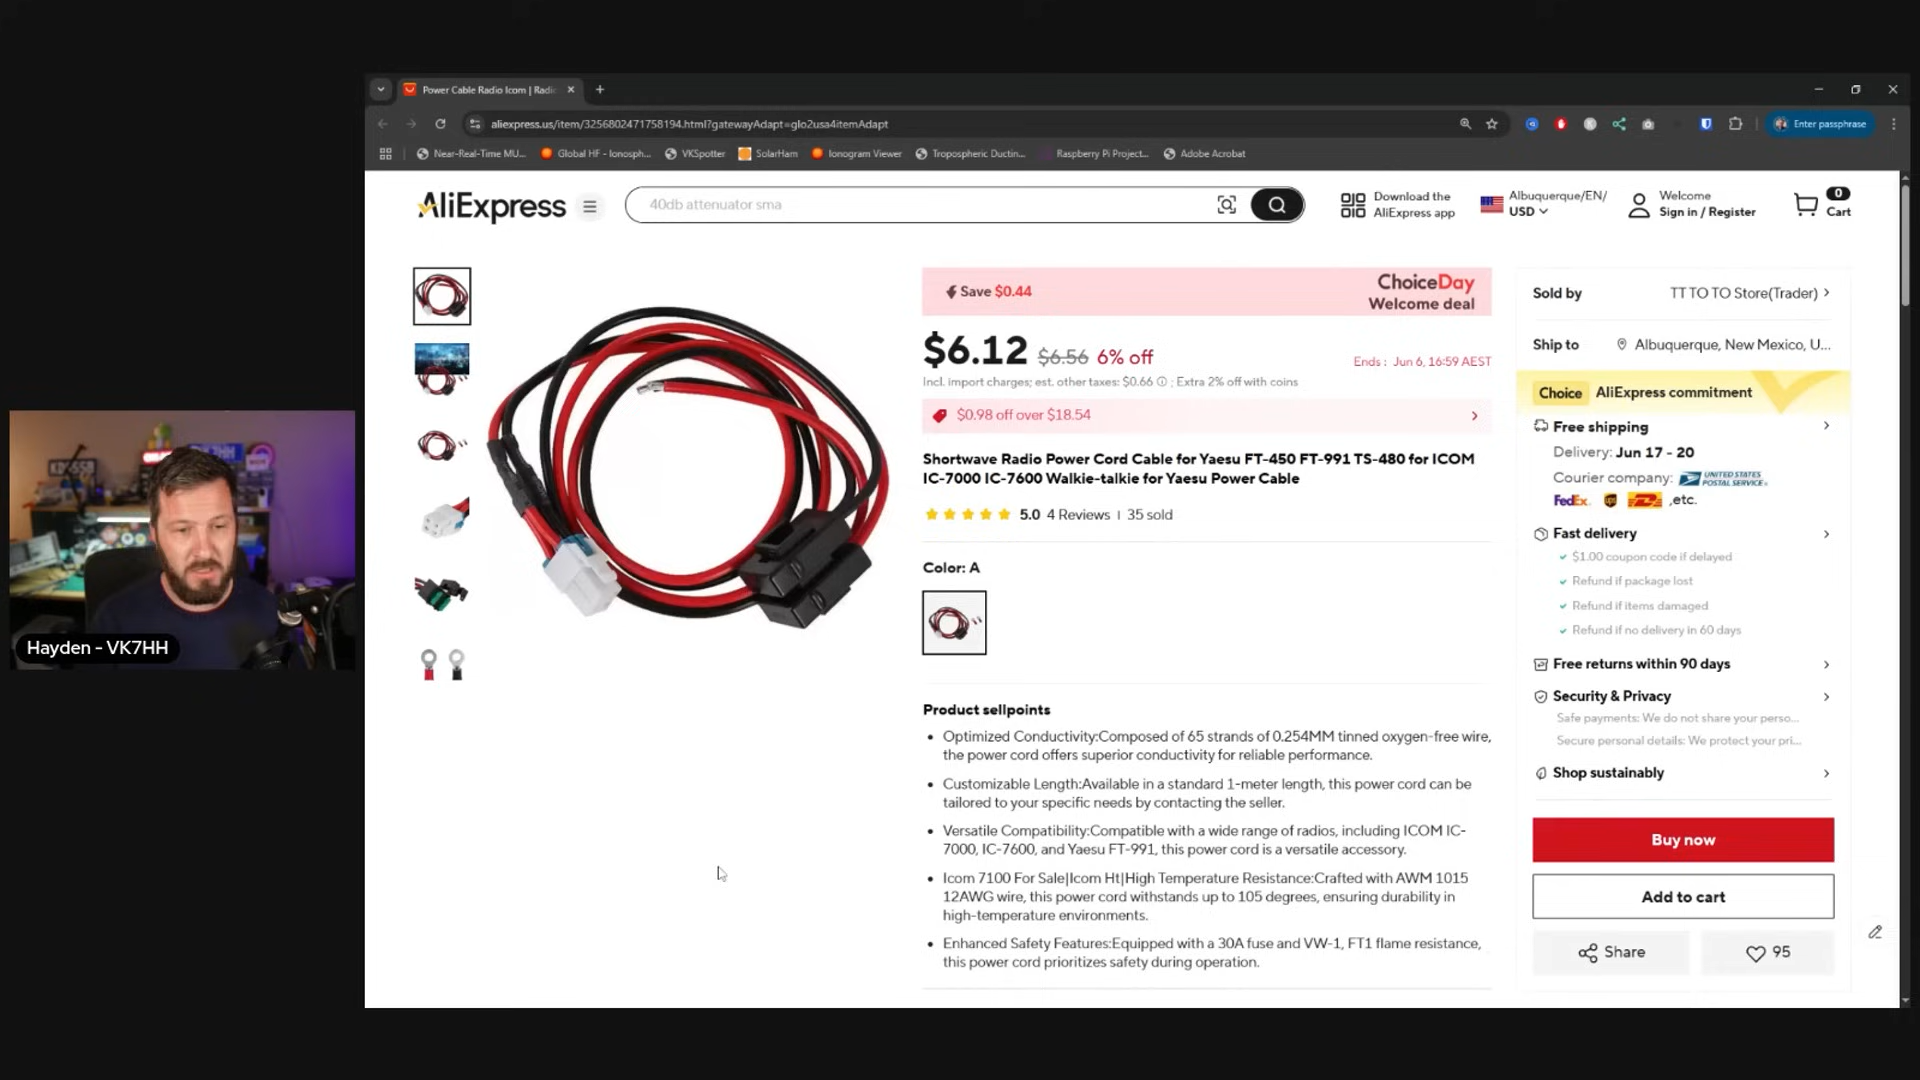 Power Cable Radio Icom | Radi
aliexpress.us/item/3256802471758194.html?gatewayAdapt=glo2usa4itemAdapt
Enter passphrase
Near-Real-Time MU...
Global HF - Ionosph...
VKSpotter
SolarHam
Ionogram Viewer
Tropospheric Ductin...
Raspberry Pi Project...
Adobe Acrobat
AliExpress
40db attenuator sma
Download the
AliExpress app
Albuquerque/EN/
USD
Welcome
Sign in / Register
0
Cart
Save $0.44
ChoiceDay
Welcome deal
$6.12 $6.56 6% off
Ends : Jun 6, 16:59 AEST
Incl. import charges; est. other taxes: $0.66 ; Extra 2% off with coins
$0.98 off over $18.54
Shortwave Radio Power Cord Cable for Yaesu FT-450 FT-991 TS-480 for ICOM
IC-7000 IC-7600 Walkie-talkie for Yaesu Power Cable
5.0 4 Reviews | 35 sold
Color: A
Product sellpoints
• Optimized Conductivity:Composed of 65 strands of 0.254MM tinned oxygen-free wire,
the power cord offers superior conductivity for reliable performance.
• Customizable Length:Available in a standard 1-meter length, this power cord can be
tailored to your specific needs by contacting the seller.
• Versatile Compatibility:Compatible with a wide range of radios, including ICOM IC-
7000, IC-7600, and Yaesu FT-991, this power cord is a versatile accessory.
• Icom 7100 For Sale|Icom Ht|High Temperature Resistance:Crafted with AWM 1015
12AWG wire, this power cord withstands up to 105 degrees, ensuring durability in
high-temperature environments.
• Enhanced Safety Features:Equipped with a 30A fuse and VW-1, FT1 flame resistance,
this power cord prioritizes safety during operation.
Sold by
TT TO TO Store(Trader)
Ship to
Albuquerque, New Mexico, U...
Choice AliExpress commitment
Free shipping
Delivery: Jun 17 - 20
Courier company: UNITED STATES
POSTAL SERVICE
FedEx ups DHL ,etc.
Fast delivery
$1.00 coupon code if delayed
Refund if package lost
Refund if items damaged
Refund if no delivery in 60 days
Free returns within 90 days
Security & Privacy
Safe payments: We do not share your perso...
Secure personal details: We protect your pri...
Shop sustainably
Buy now
Add to cart
Share
95
Hayden - VK7HH